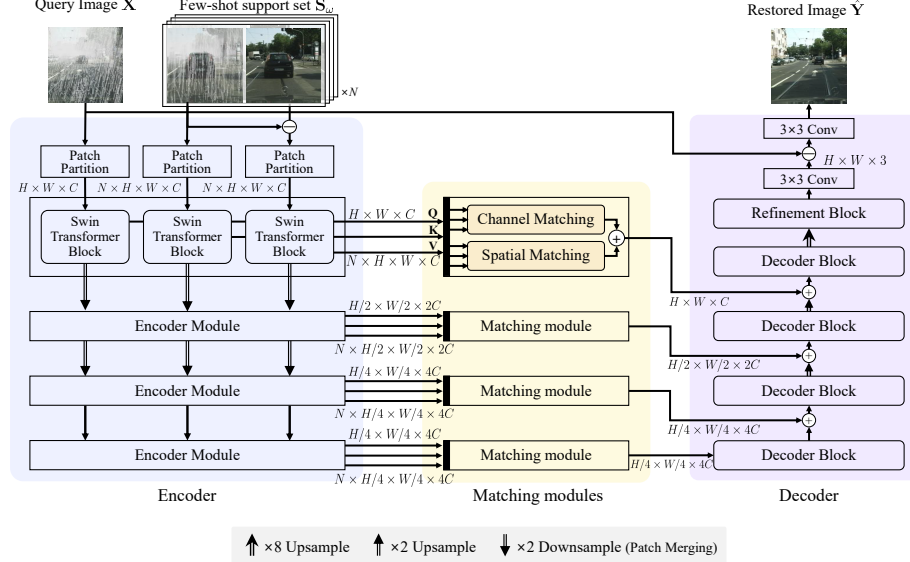 Query Image X
Few-shot support set S_ω
Restored Image Ŷ
×N
3×3 Conv
H × W × 3
3×3 Conv
Patch Partition
Patch Partition
Patch Partition
H × W × C
N × H × W × C
N × H × W × C
Swin Transformer Block
Swin Transformer Block
Swin Transformer Block
H × W × C
Q
K
V
N × H × W × C
Channel Matching
Spatial Matching
Refinement Block
Decoder Block
H × W × C
Encoder Module
H/2 × W/2 × 2C
N × H/2 × W/2 × 2C
Matching module
Decoder Block
H/2 × W/2 × 2C
Encoder Module
H/4 × W/4 × 4C
N × H/4 × W/4 × 4C
Matching module
Decoder Block
H/4 × W/4 × 4C
Encoder Module
H/4 × W/4 × 4C
N × H/4 × W/4 × 4C
Matching module
H/4 × W/4 × 4C
Decoder Block
Encoder
Matching modules
Decoder
×8 Upsample
×2 Upsample
×2 Downsample (Patch Merging)